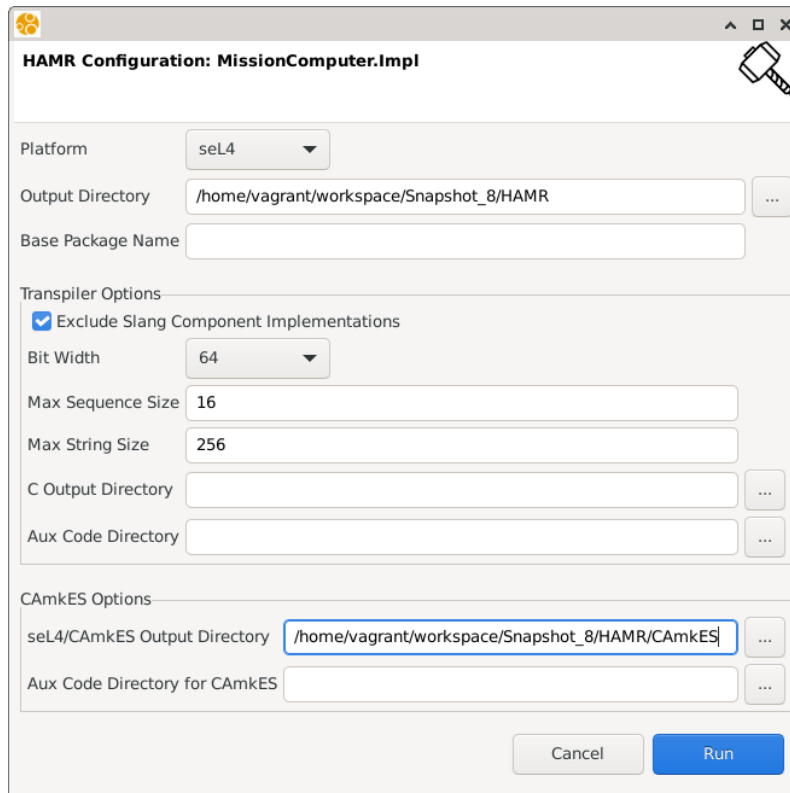 HAMR Configuration: MissionComputer.Impl
Platform seL4
Output Directory /home/vagrant/workspace/Snapshot_8/HAMR ...
Base Package Name
Transpiler Options
Exclude Slang Component Implementations
Bit Width 64
Max Sequence Size 16
Max String Size 256
C Output Directory ...
Aux Code Directory ...
CAmkES Options
seL4/CAmkES Output Directory /home/vagrant/workspace/Snapshot_8/HAMR/CAmkES ...
Aux Code Directory for CAmkES ...
Cancel Run